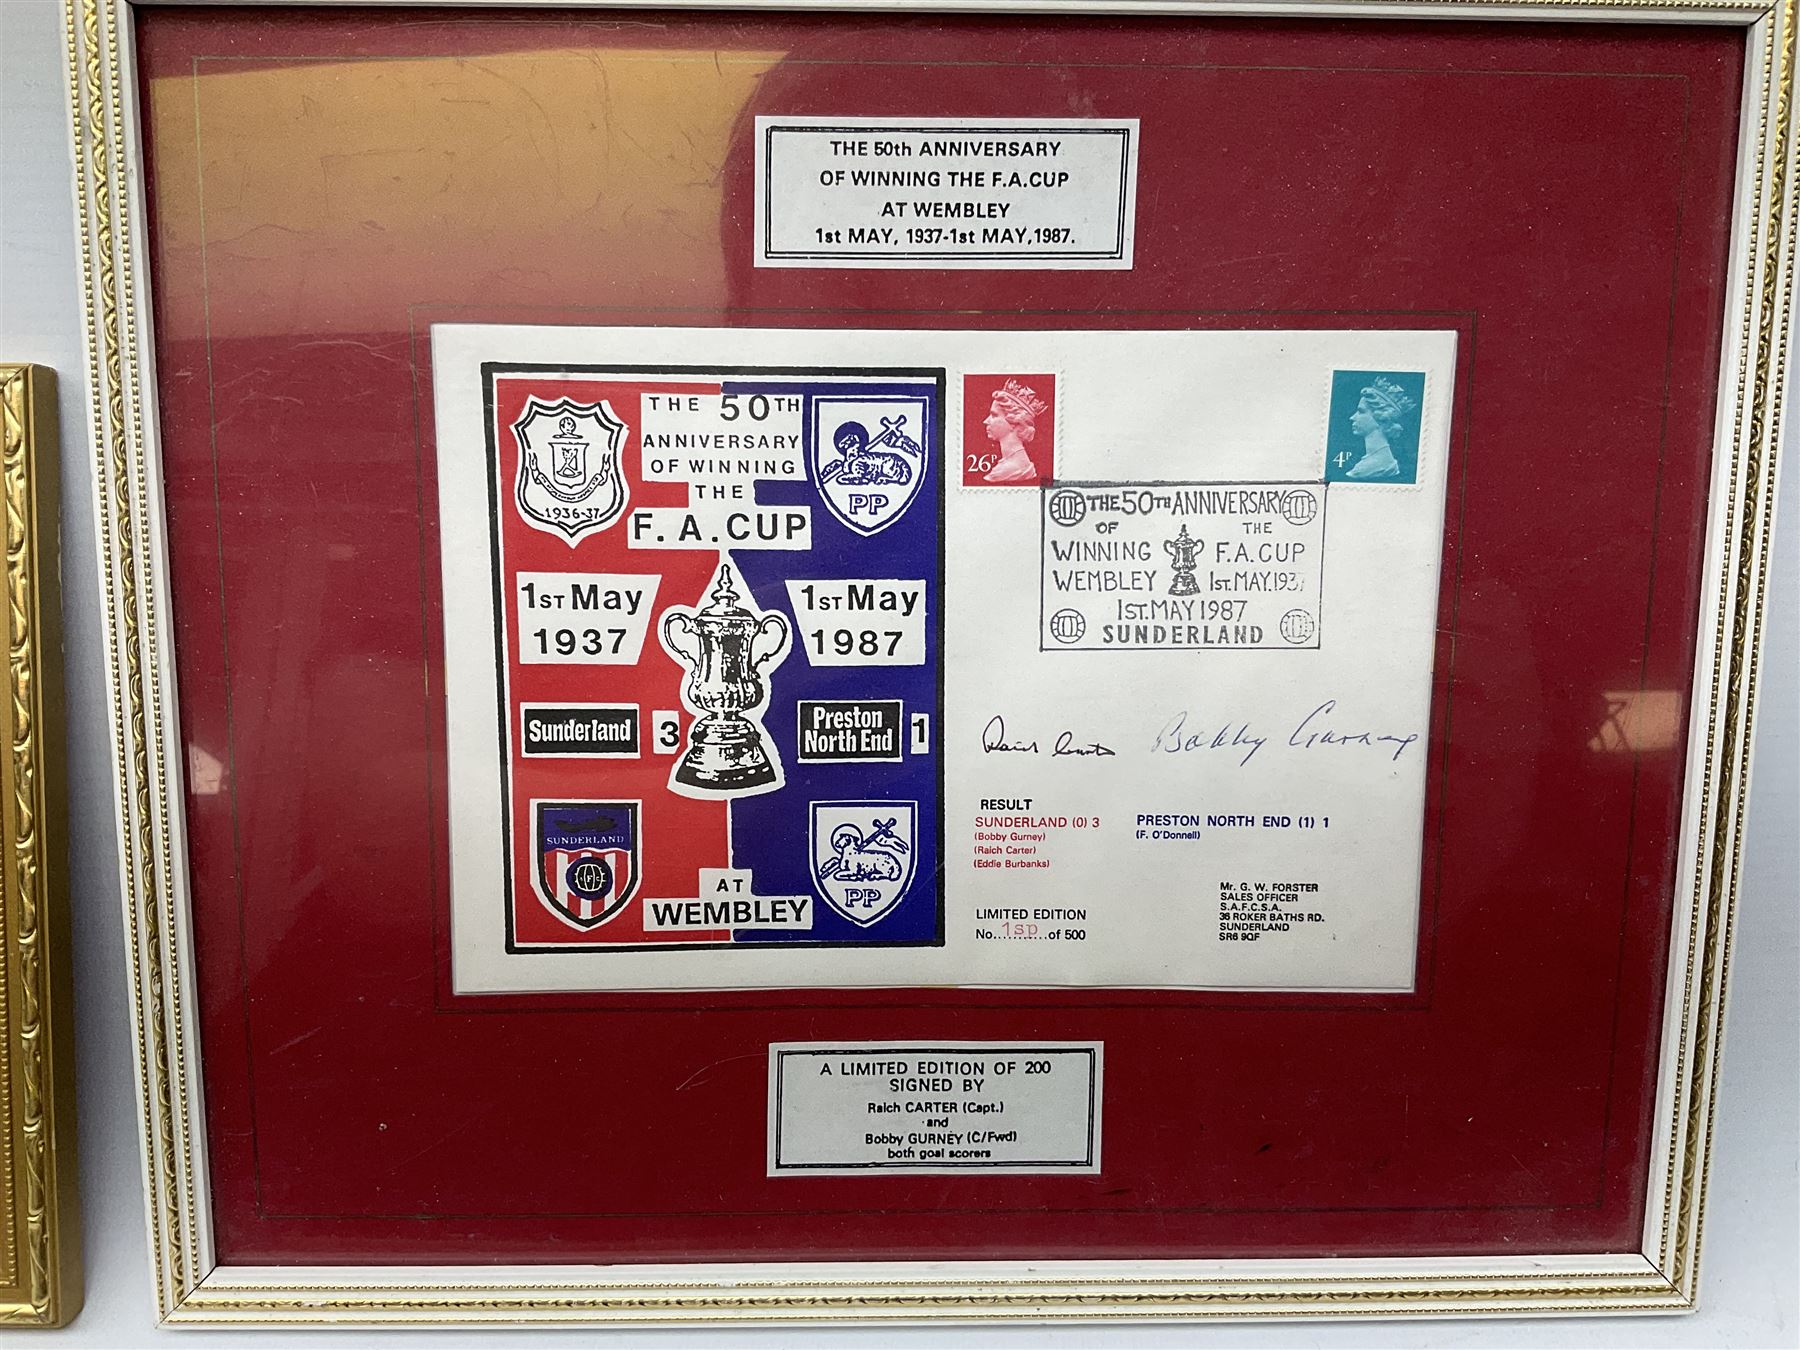 THE 50th ANNIVERSARY
OF WINNING THE F.A.CUP
AT WEMBLEY
1st MAY, 1937-1st MAY,1987.
THE 50TH
ANNIVERSARY
OF WINNING
THE
F.A.CUP
1936-37
PP
1ST May
1937
1ST May
1987
Sunderland
3
Preston
North End
1
SUNDERLAND
AFC
PP
AT
WEMBLEY
26P
4P
THE 50TH ANNIVERSARY
OF THE
WINNING F.A.CUP
WEMBLEY 1ST.MAY.1937
1ST.MAY 1987
SUNDERLAND
Raich Carter
Bobby Gurney
RESULT
SUNDERLAND (0) 3
(Bobby Gurney)
(Raich Carter)
(Eddie Burbanks)
PRESTON NORTH END (1) 1
(F. O'Donnell)
LIMITED EDITION
No. 1sp of 500
Mr. G. W. FORSTER
SALES OFFICER
S.A.F.C.S.A.
36 ROKER BATHS RD.
SUNDERLAND
SR6 9QF
A LIMITED EDITION OF 200
SIGNED BY
Raich CARTER (Capt.)
and
Bobby GURNEY (C/Fwd)
both goal scorers